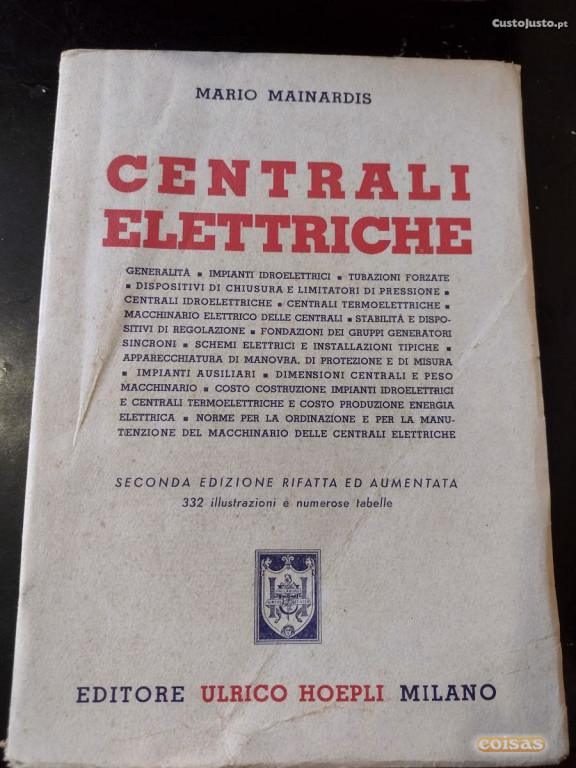 CustoJusto.pt
MARIO MAINARDIS
CENTRALI
ELETTRICHE
GENERALITÀ ▪ IMPIANTI IDROELETTRICI ▪ TUBAZIONI FORZATE
▪ DISPOSITIVI DI CHIUSURA E LIMITATORI DI PRESSIONE ▪
CENTRALI IDROELETTRICHE ▪ CENTRALI TERMOELETTRICHE ▪
MACCHINARIO ELETTRICO DELLE CENTRALI ▪ STABILITÀ E DISPO-
SITIVI DI REGOLAZIONE ▪ FONDAZIONI DEI GRUPPI GENERATORI
SINCRONI ▪ SCHEMI ELETTRICI E INSTALLAZIONI TIPICHE ▪
APPARECCHIATURA DI MANOVRA, DI PROTEZIONE E DI MISURA
▪ IMPIANTI AUSILIARI ▪ DIMENSIONI CENTRALI E PESO
MACCHINARIO ▪ COSTO COSTRUZIONE IMPIANTI IDROELETTRICI
E CENTRALI TERMOELETTRICHE E COSTO PRODUZIONE ENERGIA
ELETTRICA ▪ NORME PER LA ORDINAZIONE E PER LA MANU-
TENZIONE DEL MACCHINARIO DELLE CENTRALI ELETTRICHE
SECONDA EDIZIONE RIFATTA ED AUMENTATA
332 illustrazioni e numerose tabelle
EDITORE ULRICO HOEPLI MILANO
coisas